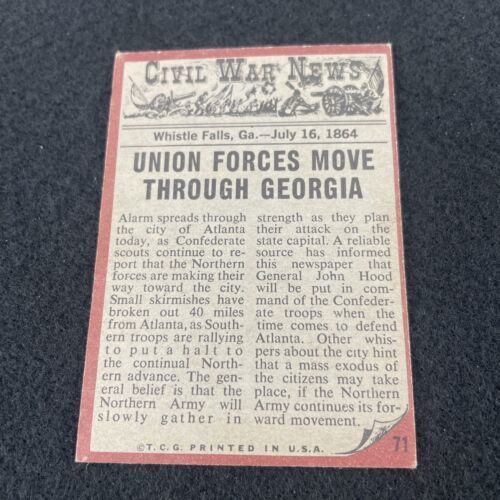 CIVIL WAR NEWS
Whistle Falls, Ga.—July 16, 1864
UNION FORCES MOVE
THROUGH GEORGIA
Alarm spreads through
the city of Atlanta
today, as Confederate
scouts continue to re-
port that the Northern
forces are making their
way toward the city.
Small skirmishes have
broken out 40 miles
from Atlanta, as South-
ern troops are rallying
to put a halt to
the continual North-
ern advance. The gen-
eral belief is that the
Northern Army will
slowly gather in
strength as they plan
their attack on the
state capital. A reliable
source has informed
this newspaper that
General John Hood
will be put in com-
mand of the Confeder-
ate troops when the
time comes to defend
Atlanta. Other whis-
pers about the city hint
that a mass exodus of
the citizens may take
place, if the Northern
Army continues its for-
ward movement.
©T.C.G. PRINTED IN U.S.A.
71